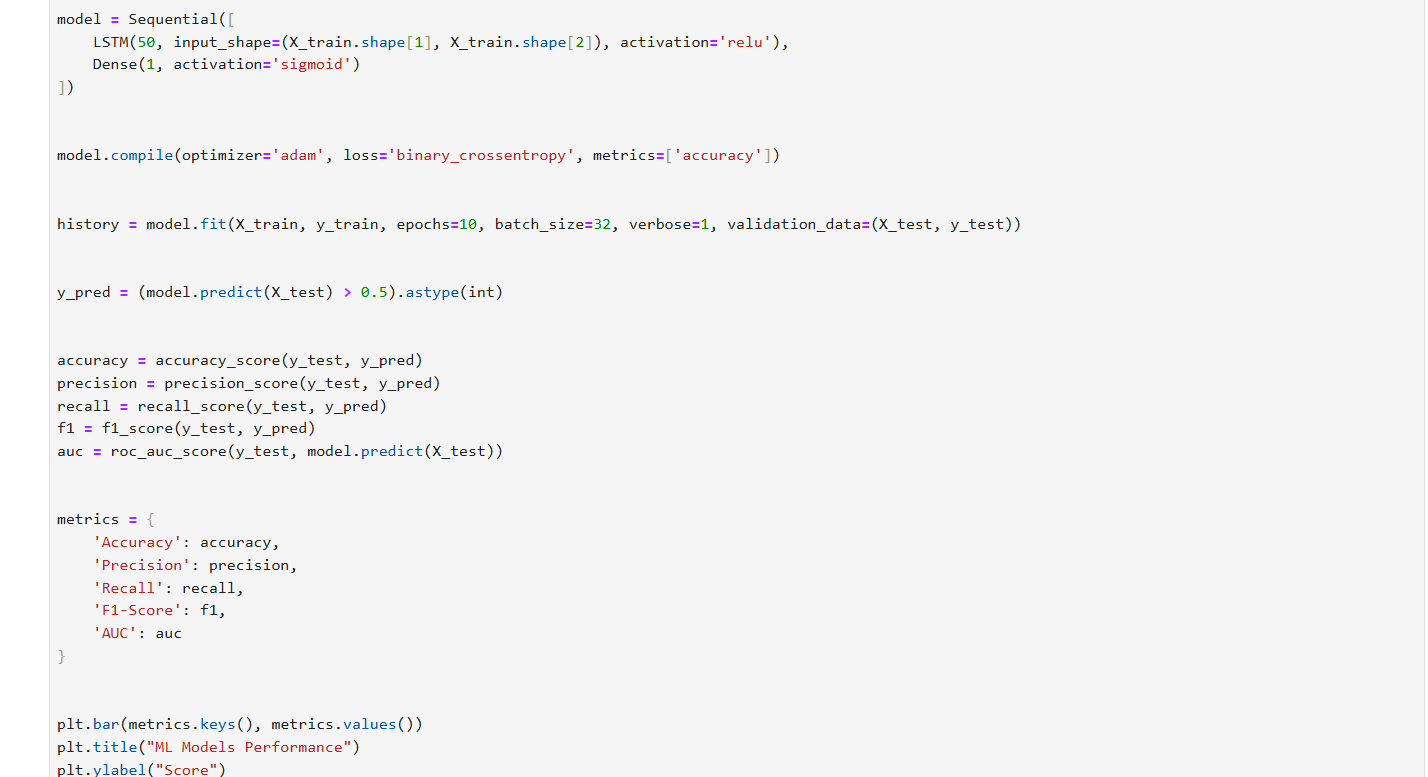 model = Sequential([
    LSTM(50, input_shape=(X_train.shape[1], X_train.shape[2]), activation='relu'),
    Dense(1, activation='sigmoid')
])
model.compile(optimizer='adam', loss='binary_crossentropy', metrics=['accuracy'])
history = model.fit(X_train, y_train, epochs=10, batch_size=32, verbose=1, validation_data=(X_test, y_test))
y_pred = (model.predict(X_test) > 0.5).astype(int)
accuracy = accuracy_score(y_test, y_pred)
precision = precision_score(y_test, y_pred)
recall = recall_score(y_test, y_pred)
f1 = f1_score(y_test, y_pred)
auc = roc_auc_score(y_test, model.predict(X_test))
metrics = {
    'Accuracy': accuracy,
    'Precision': precision,
    'Recall': recall,
    'F1-Score': f1,
    'AUC': auc
}
plt.bar(metrics.keys(), metrics.values())
plt.title("ML Models Performance")
plt.ylabel("Score")